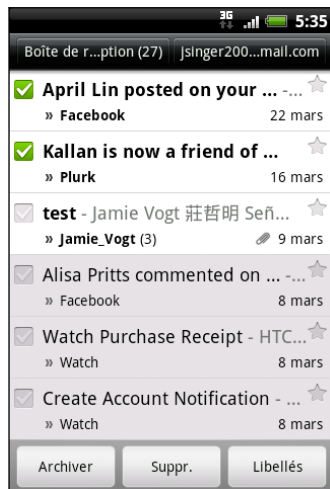 3G 5:35
Boîte de r...ption (27) Jsinger200...mail.com
April Lin posted on your ... -...
» Facebook 22 mars
Kallan is now a friend of ...
» Plurk 16 mars
test - Jamie Vogt 莊哲明 Señ...
» Jamie_Vogt (3) 9 mars
Alisa Pritts commented on ... -...
» Facebook 8 mars
Watch Purchase Receipt - HTC...
» Watch 8 mars
Create Account Notification - ...
» Watch 8 mars
Archiver Suppr. Libellés